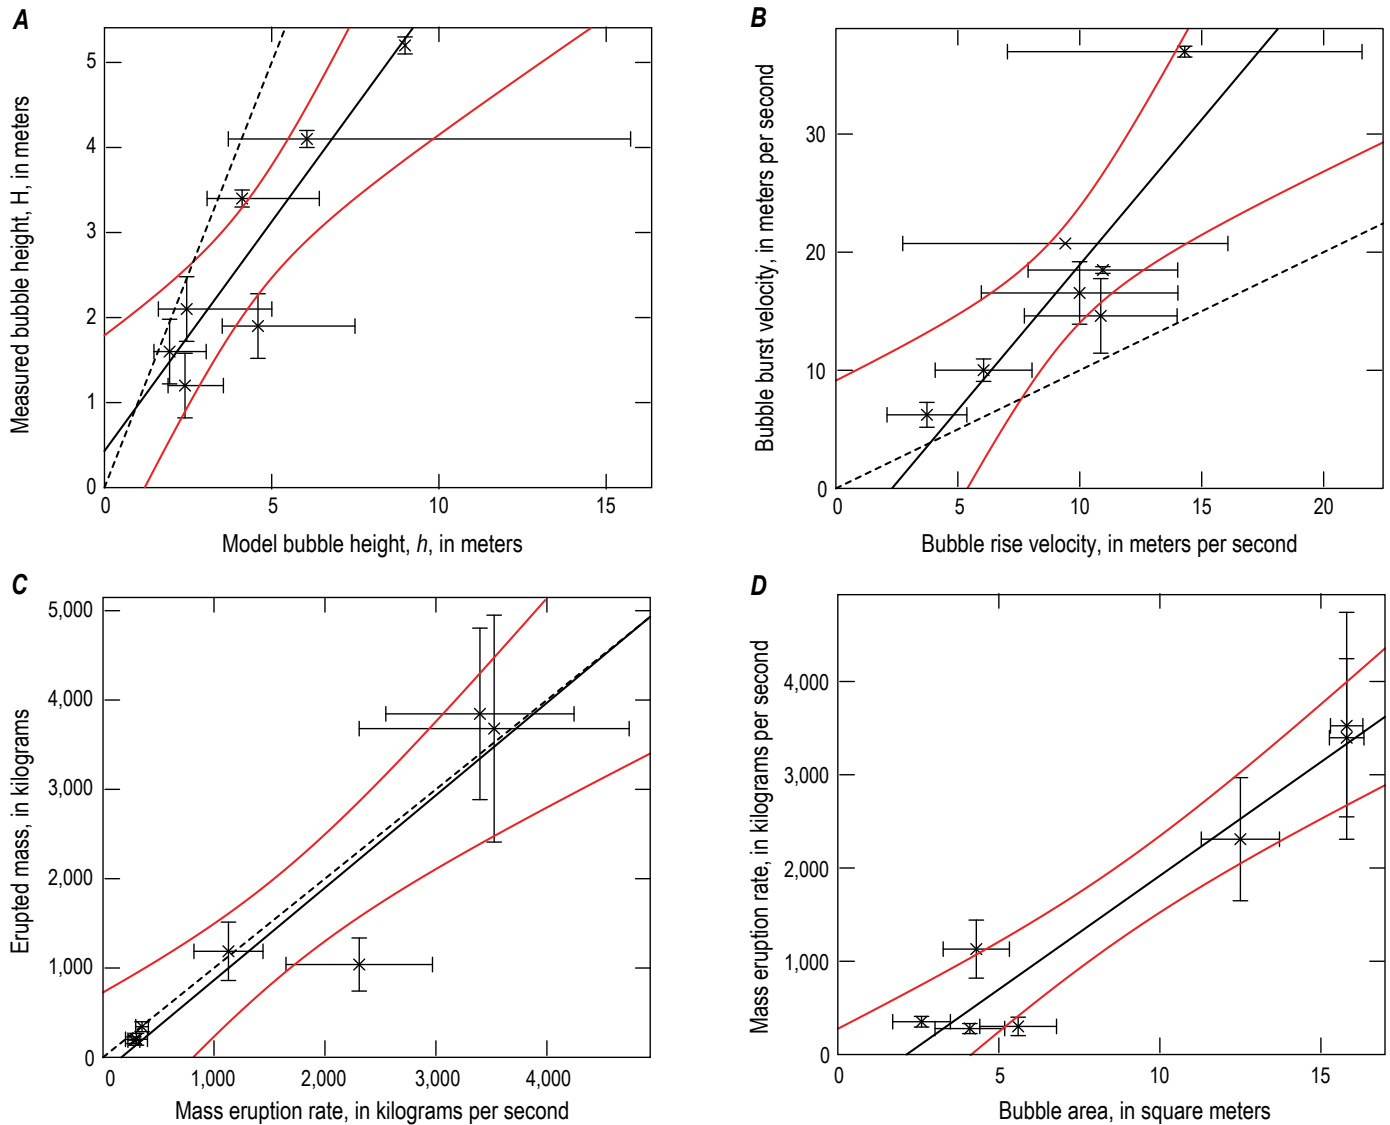 A
Measured bubble height, H, in meters
5
4
3
2
1
0
0 5 10 15
Model bubble height, h, in meters
B
Bubble burst velocity, in meters per second
30
20
10
0
0 5 10 15 20
Bubble rise velocity, in meters per second
C
Erupted mass, in kilograms
5,000
4,000
3,000
2,000
1,000
0
0 1,000 2,000 3,000 4,000
Mass eruption rate, in kilograms per second
D
Mass eruption rate, in kilograms per second
4,000
3,000
2,000
1,000
0
0 5 10 15
Bubble area, in square meters